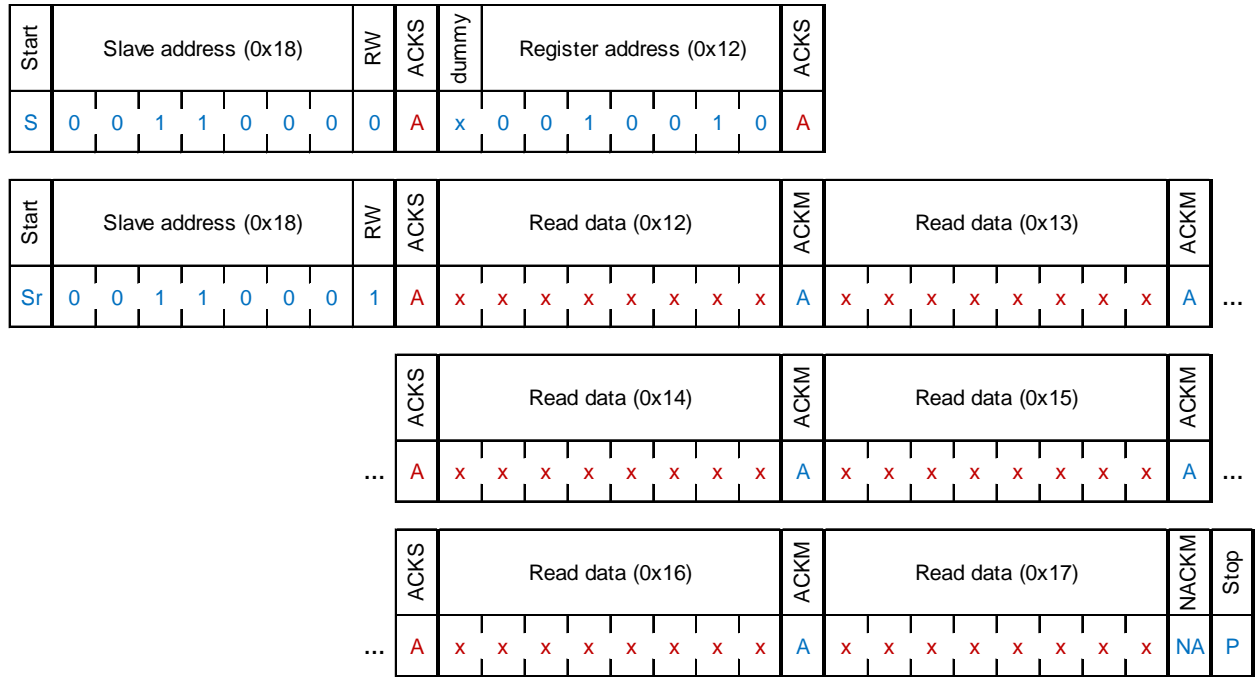 Start Slave address (0x18) RW ACKS dummy Register address (0x12) ACKS
S 0 0 1 1 0 0 0 0 A x 0 0 1 0 0 1 0 A
Start Slave address (0x18) RW ACKS Read data (0x12) ACKM Read data (0x13) ACKM
Sr 0 0 1 1 0 0 0 1 A x x x x x x x x A x x x x x x x x A ...
ACKS Read data (0x14) ACKM Read data (0x15) ACKM
... A x x x x x x x x A x x x x x x x x A ...
ACKS Read data (0x16) ACKM Read data (0x17) NACKM Stop
... A x x x x x x x x A x x x x x x x x NA P